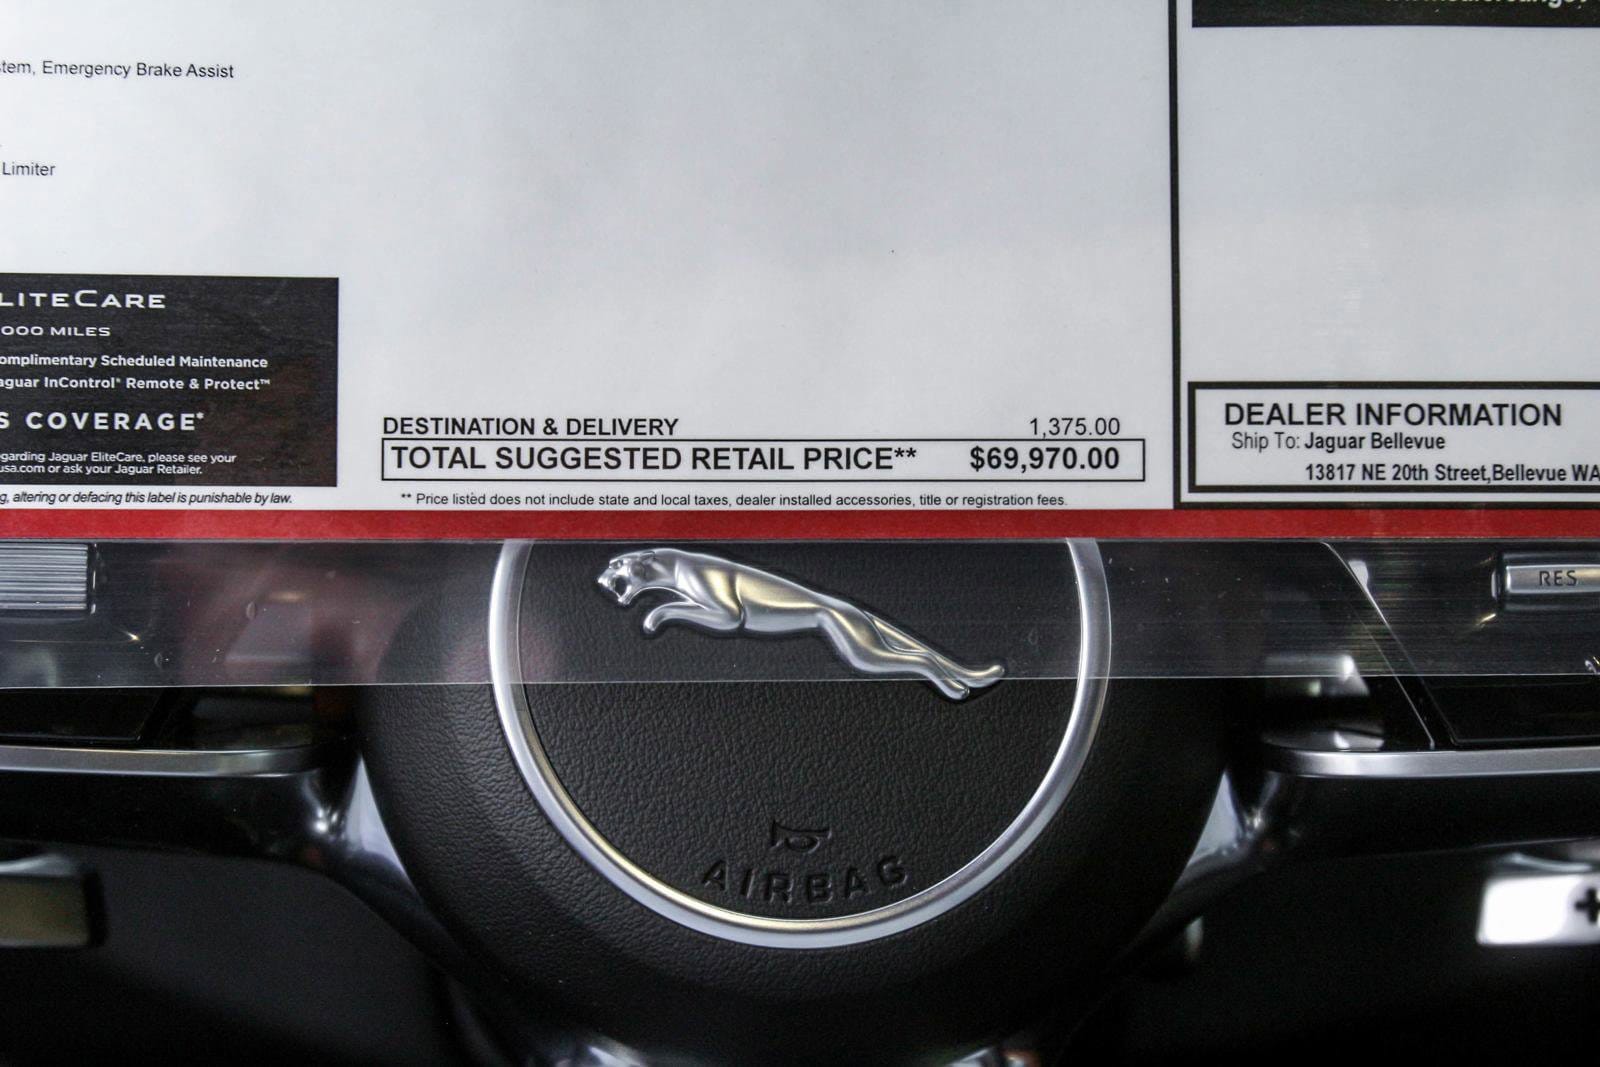 stem, Emergency Brake Assist
Limiter
LITECARE
000 MILES
omplimentary Scheduled Maintenance
aguar InControl® Remote & Protect™
S COVERAGE*
garding Jaguar EliteCare, please see your
usa.com or ask your Jaguar Retailer.
g, altering or defacing this label is punishable by law.
DESTINATION & DELIVERY 1,375.00
TOTAL SUGGESTED RETAIL PRICE** $69,970.00
** Price listed does not include state and local taxes, dealer installed accessories, title or registration fees.
DEALER INFORMATION
Ship To: Jaguar Bellevue
13817 NE 20th Street,Bellevue WA
RES
AIRBAG
+